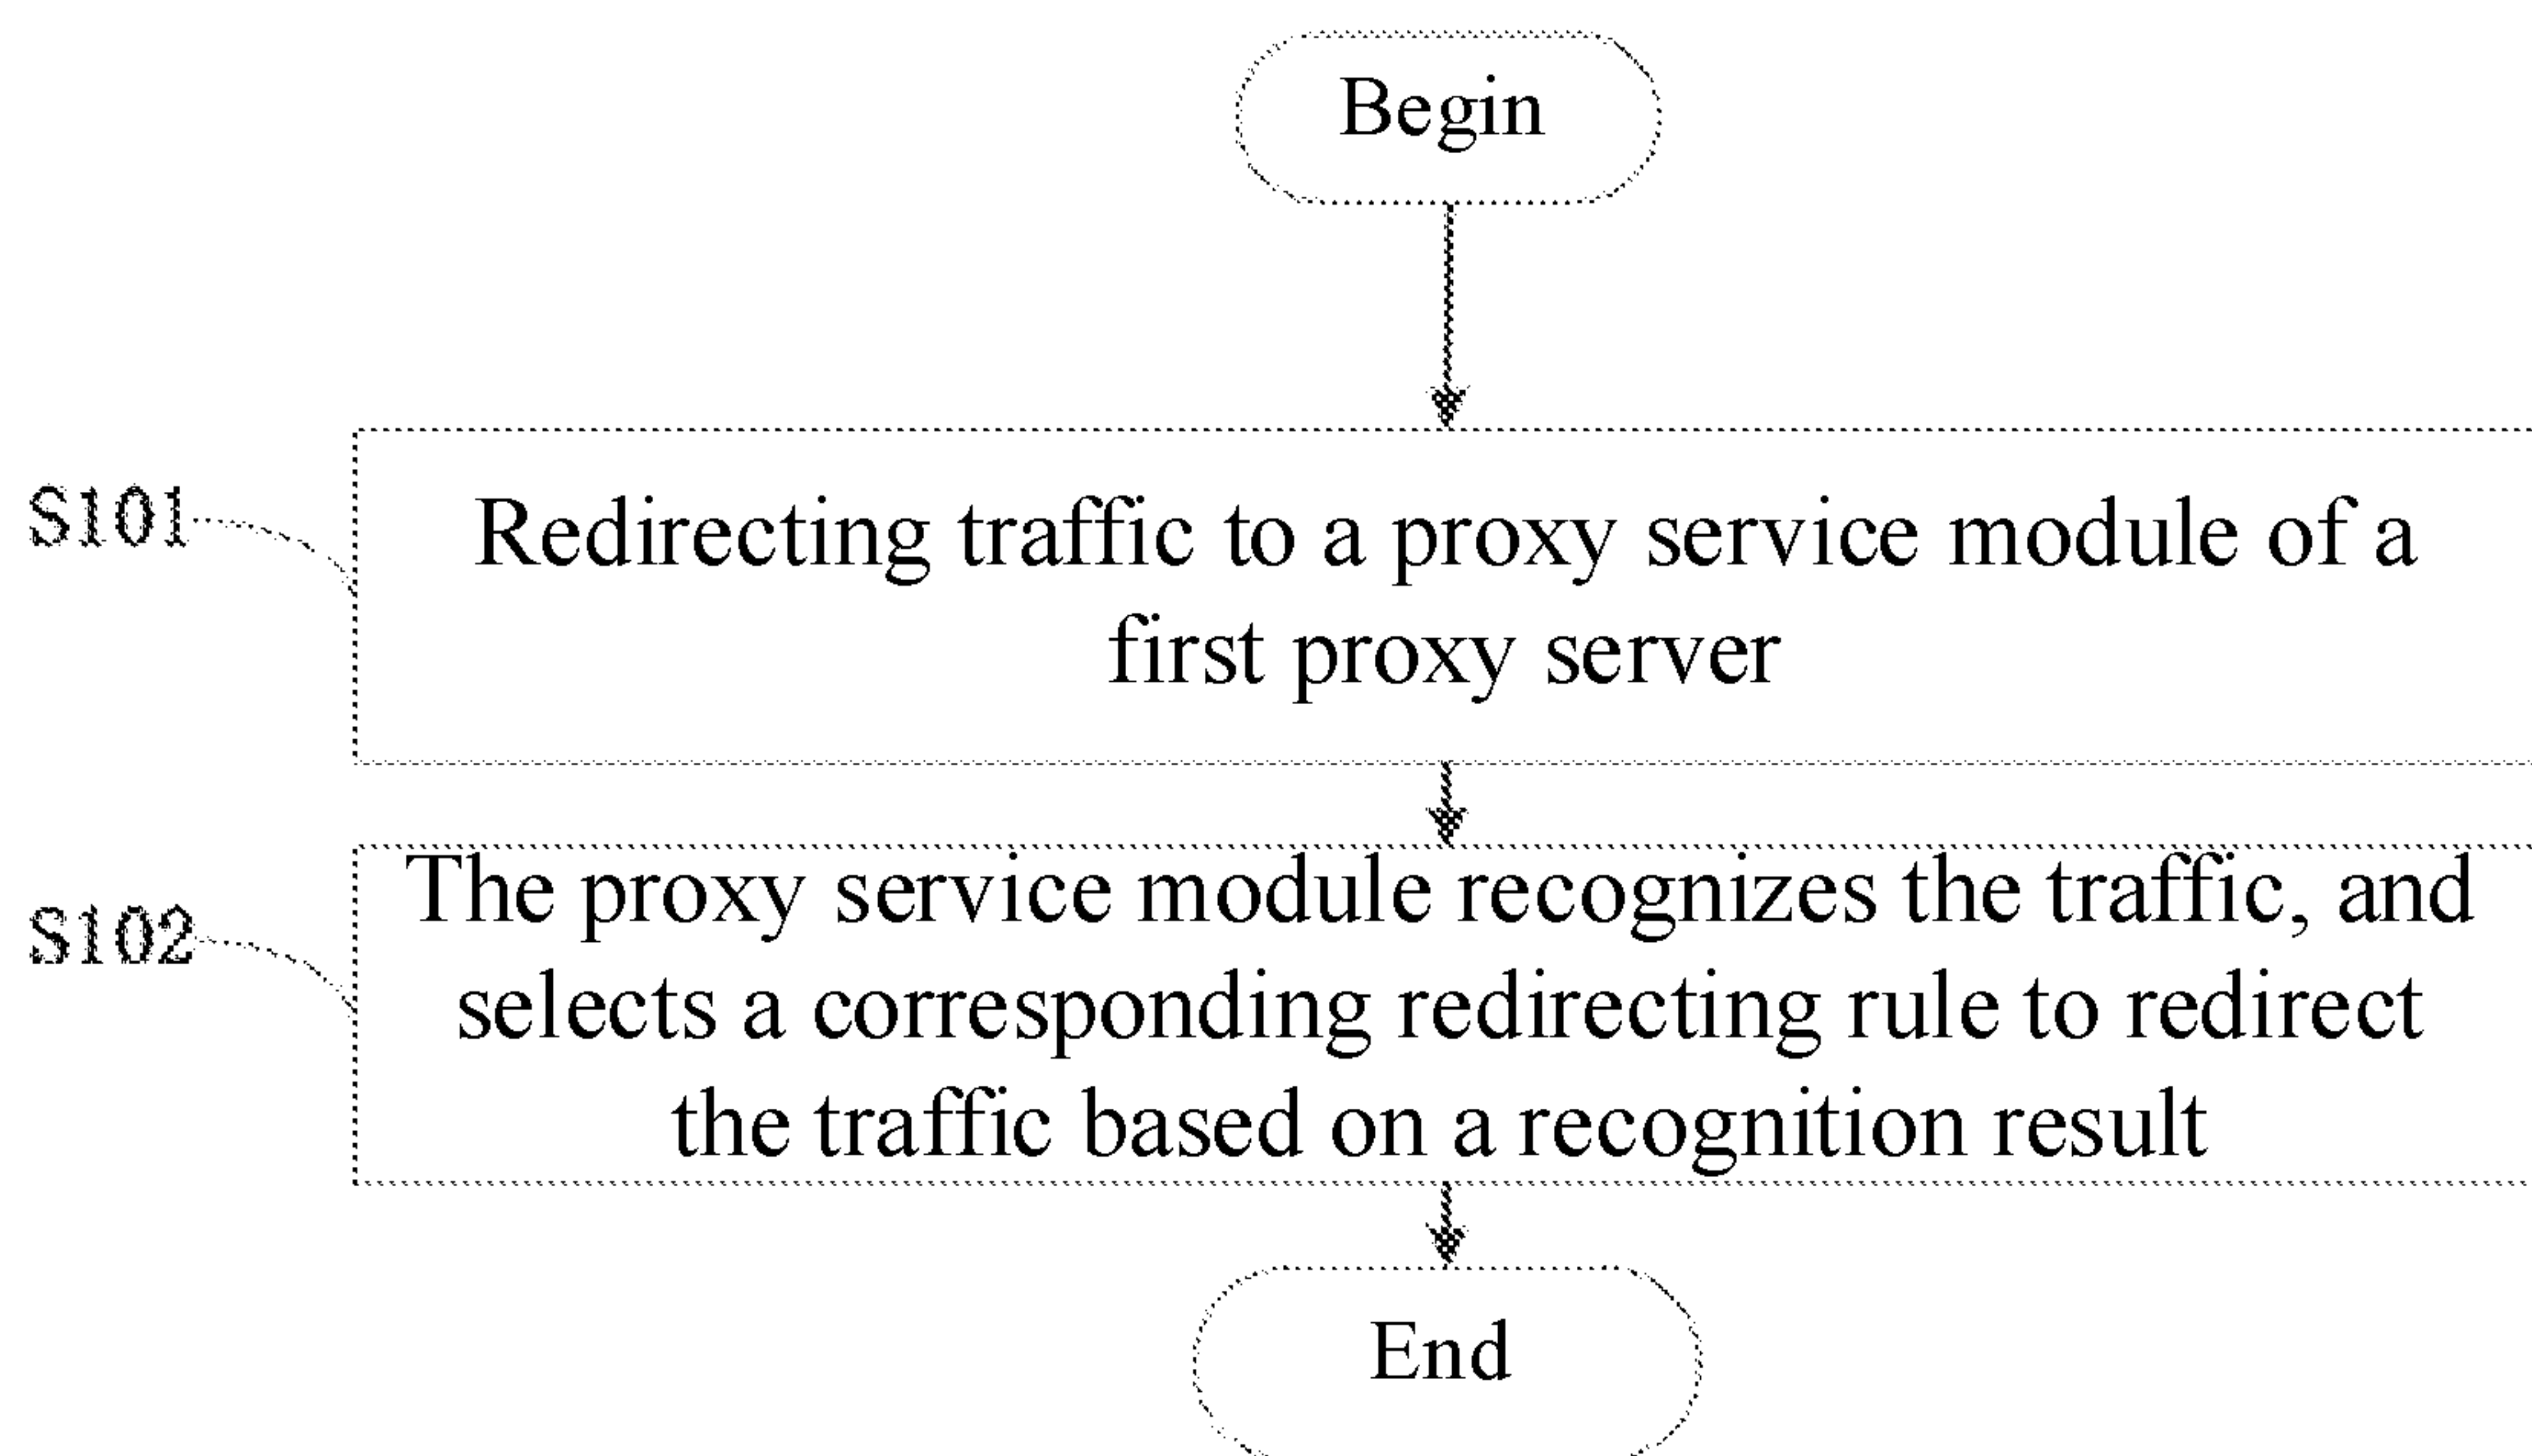 Begin
S101
Redirecting traffic to a proxy service module of a
first proxy server
S102
The proxy service module recognizes the traffic, and
selects a corresponding redirecting rule to redirect
the traffic based on a recognition result
End